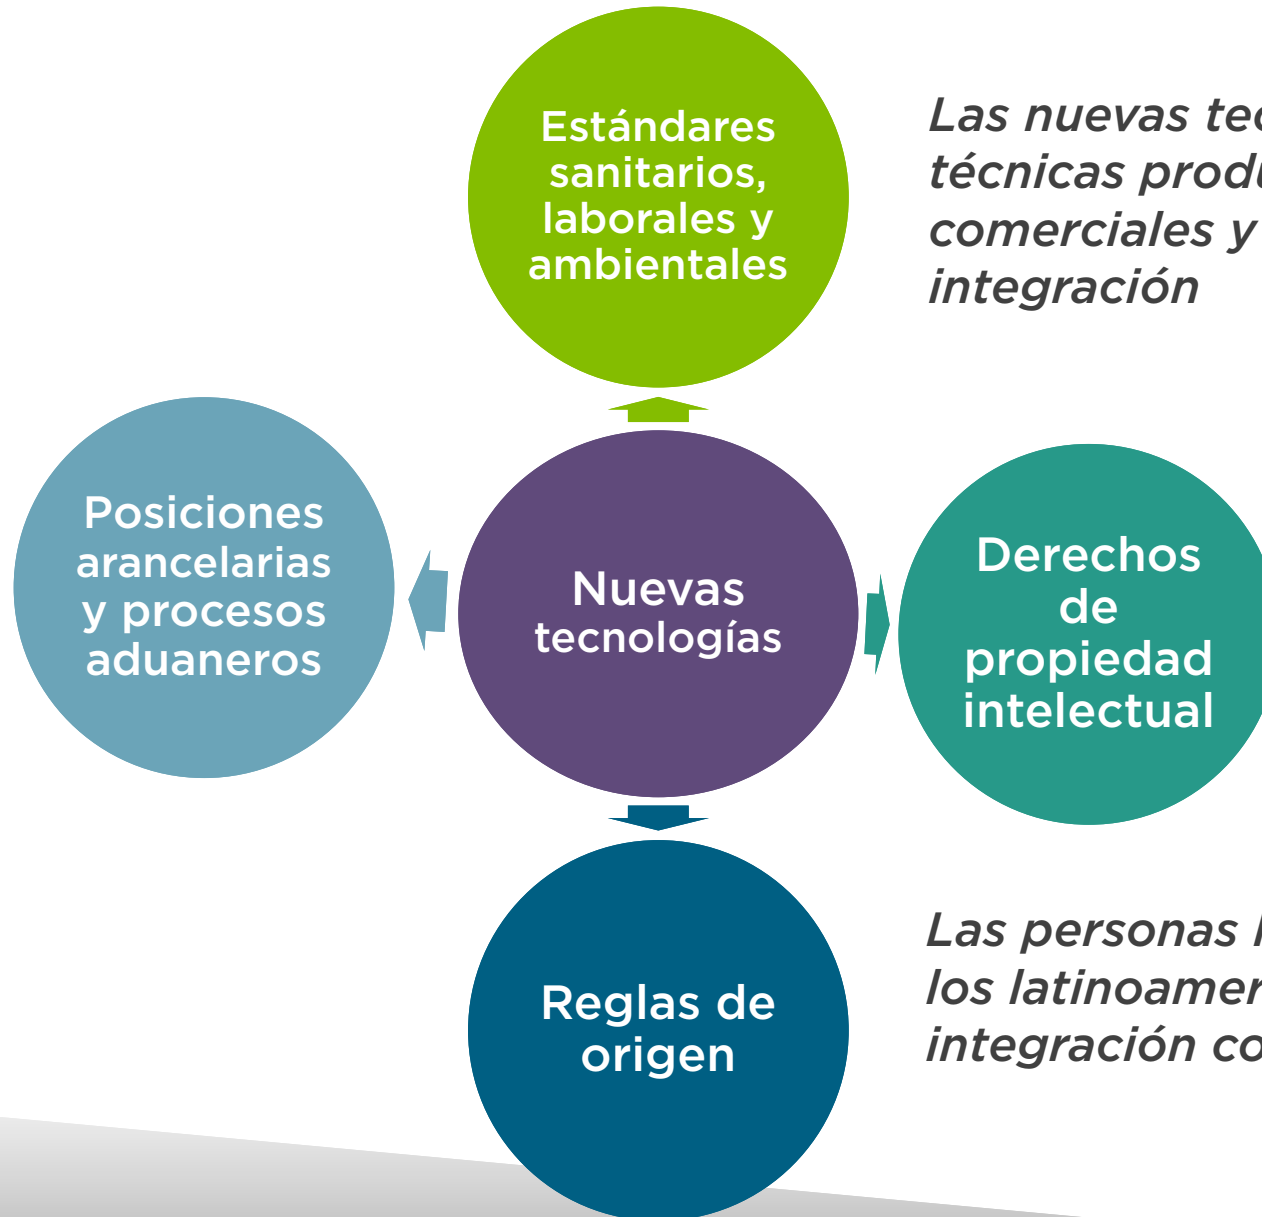 Estándares
sanitarios,
laborales y
ambientales
Las nuevas
técnicas
comerciales y
integración
Posiciones
arancelarias
y procesos
aduaneros
Nuevas
tecnologías
Derechos
de
propiedad
intelectual
Reglas de
origen
Las personas
los
integración